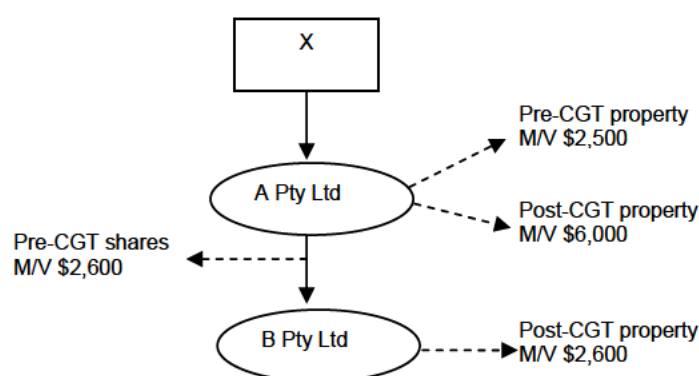 X
Pre-CGT property
M/V $2,500
A Pty Ltd
Post-CGT property
M/V $6,000
Pre-CGT shares
M/V $2,600
B Pty Ltd
Post-CGT property
M/V $2,600